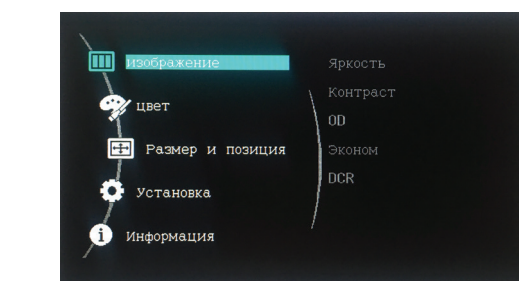 изображение
цвет
Размер и позиция
Установка
Информация
Яркость
Контраст
OD
Эконом
DCR